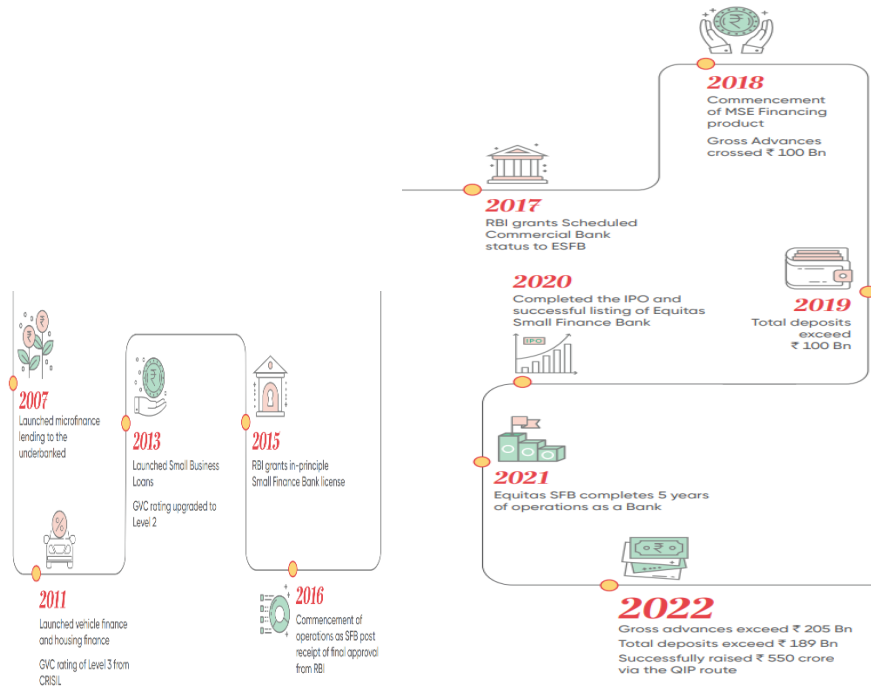 2007
Launched microfinance
lending to the
underbanked
%
2011
Launched vehicle finance
and housing finance
GVC rating of Level 3 from
CRISIL
₹
2013
Launched Small Business
Loans
GVC rating upgraded to
Level 2
2015
RBI grants in-principle
Small Finance Bank license
2016
Commencement of
operations as SFB post
receipt of final approval
from RBI
2017
RBI grants Scheduled
Commercial Bank
status to ESFB
₹
2018
Commencement
of MSE Financing
product
Gross Advances
crossed ₹ 100 Bn
2019
Total deposits
exceed
₹ 100 Bn
2020
Completed the IPO and
successful listing of Equitas
Small Finance Bank
IPO
2021
Equitas SFB completes 5 years
of operations as a Bank
₹
2022
Gross advances exceed ₹ 205 Bn
Total deposits exceed ₹ 189 Bn
Successfully raised ₹ 550 crore
via the QIP route